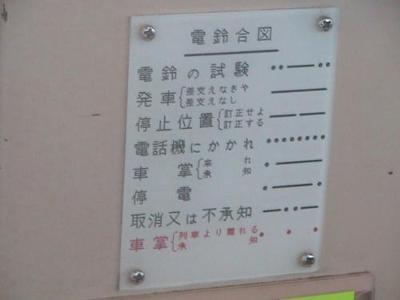 電鈴合図
電鈴の試験
発車 差支えなきや
差支えなし
停止位置 訂正せよ
訂正する
電話機にかかれ
車掌 来れ
承知
停電
取消又は不承知
車掌 列車より離れる
承知